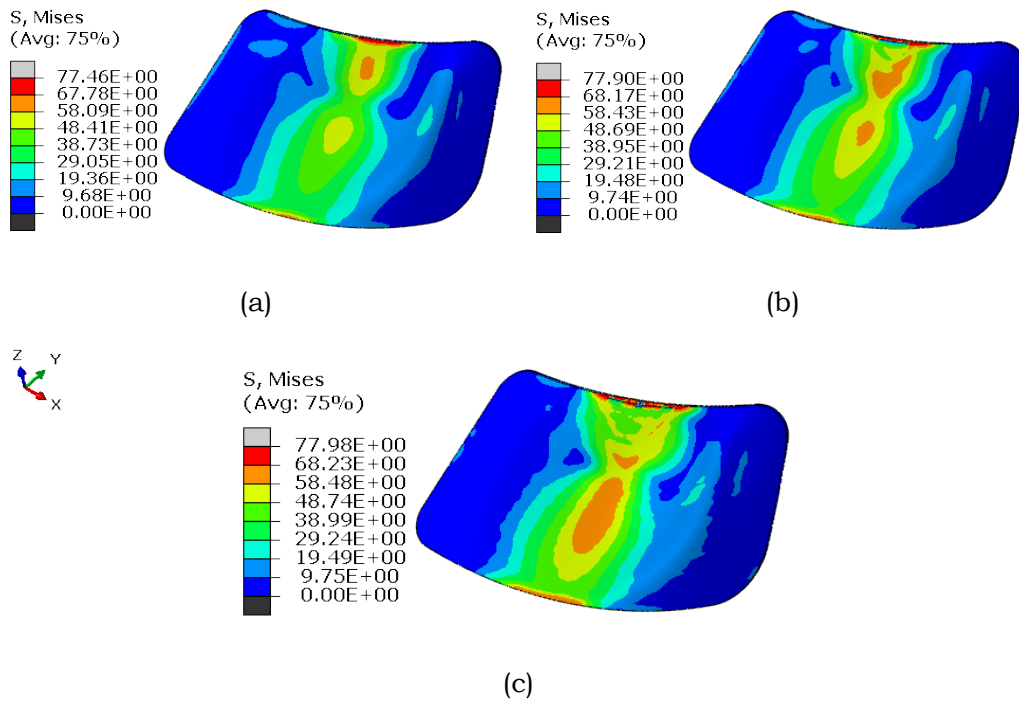 S, Mises
(Avg: 75%)
77.46E+00
67.78E+00
58.09E+00
48.41E+00
38.73E+00
29.05E+00
19.36E+00
9.68E+00
0.00E+00
(a)
S, Mises
(Avg: 75%)
77.90E+00
68.17E+00
58.43E+00
48.69E+00
38.95E+00
29.21E+00
19.48E+00
9.74E+00
0.00E+00
(b)
Z
Y
X
S, Mises
(Avg: 75%)
77.98E+00
68.23E+00
58.48E+00
48.74E+00
38.99E+00
29.24E+00
19.49E+00
9.75E+00
0.00E+00
(c)